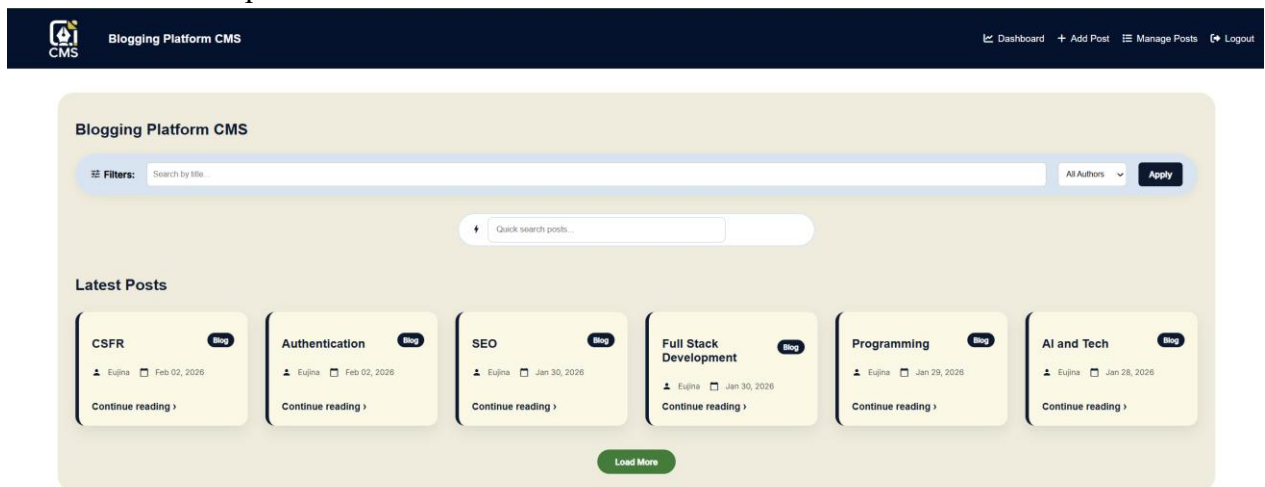 CMS
Blogging Platform CMS
Dashboard + Add Post Manage Posts Logout
Blogging Platform CMS
Filters: Search by title... All Authors Apply
Quick search posts...
Latest Posts
CSFR Blog Authentication Blog SEO Blog Full Stack Development Blog Programming Blog AI and Tech Blog
Eujina Feb 02, 2026 Eujina Feb 02, 2026 Eujina Jan 30, 2026 Eujina Jan 30, 2026 Eujina Jan 29, 2026 Eujina Jan 28, 2026
Continue reading › Continue reading › Continue reading › Continue reading › Continue reading › Continue reading ›
Load More